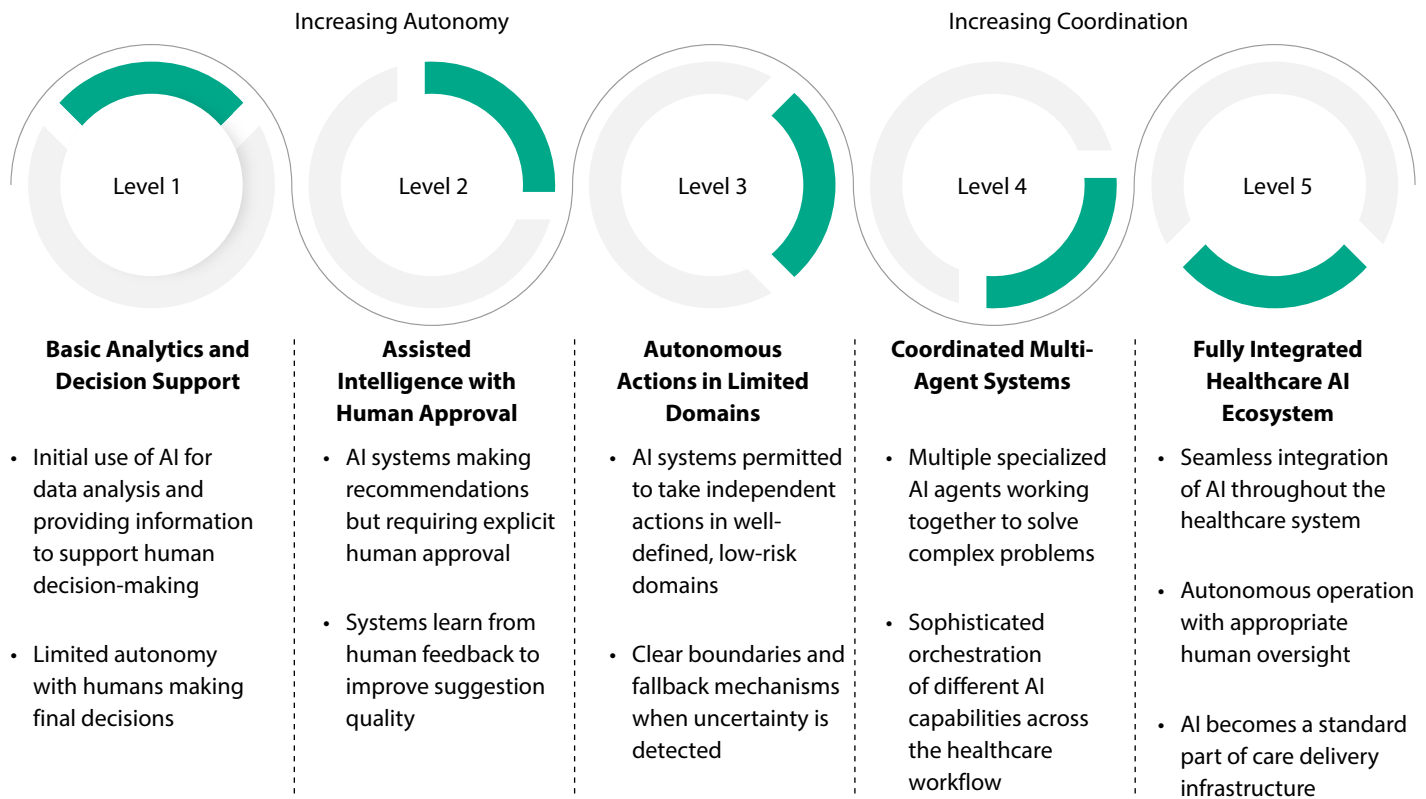 Increasing Autonomy
Increasing Coordination
Level 1
Level 2
Level 3
Level 4
Level 5
Basic Analytics and
Decision Support
• Initial use of AI for
data analysis and
providing information
to support human
decision-making
• Limited autonomy
with humans making
final decisions
Assisted
Intelligence with
Human Approval
• AI systems making
recommendations
but requiring explicit
human approval
• Systems learn from
human feedback to
improve suggestion
quality
Autonomous
Actions in Limited
Domains
• AI systems permitted
to take independent
actions in well-
defined, low-risk
domains
• Clear boundaries and
fallback mechanisms
when uncertainty is
detected
Coordinated Multi-
Agent Systems
• Multiple specialized
AI agents working
together to solve
complex problems
• Sophisticated
orchestration
of different AI
capabilities across
the healthcare
workflow
Fully Integrated
Healthcare AI
Ecosystem
• Seamless integration
of AI throughout the
healthcare system
• Autonomous operation
with appropriate
human oversight
• AI becomes a standard
part of care delivery
infrastructure